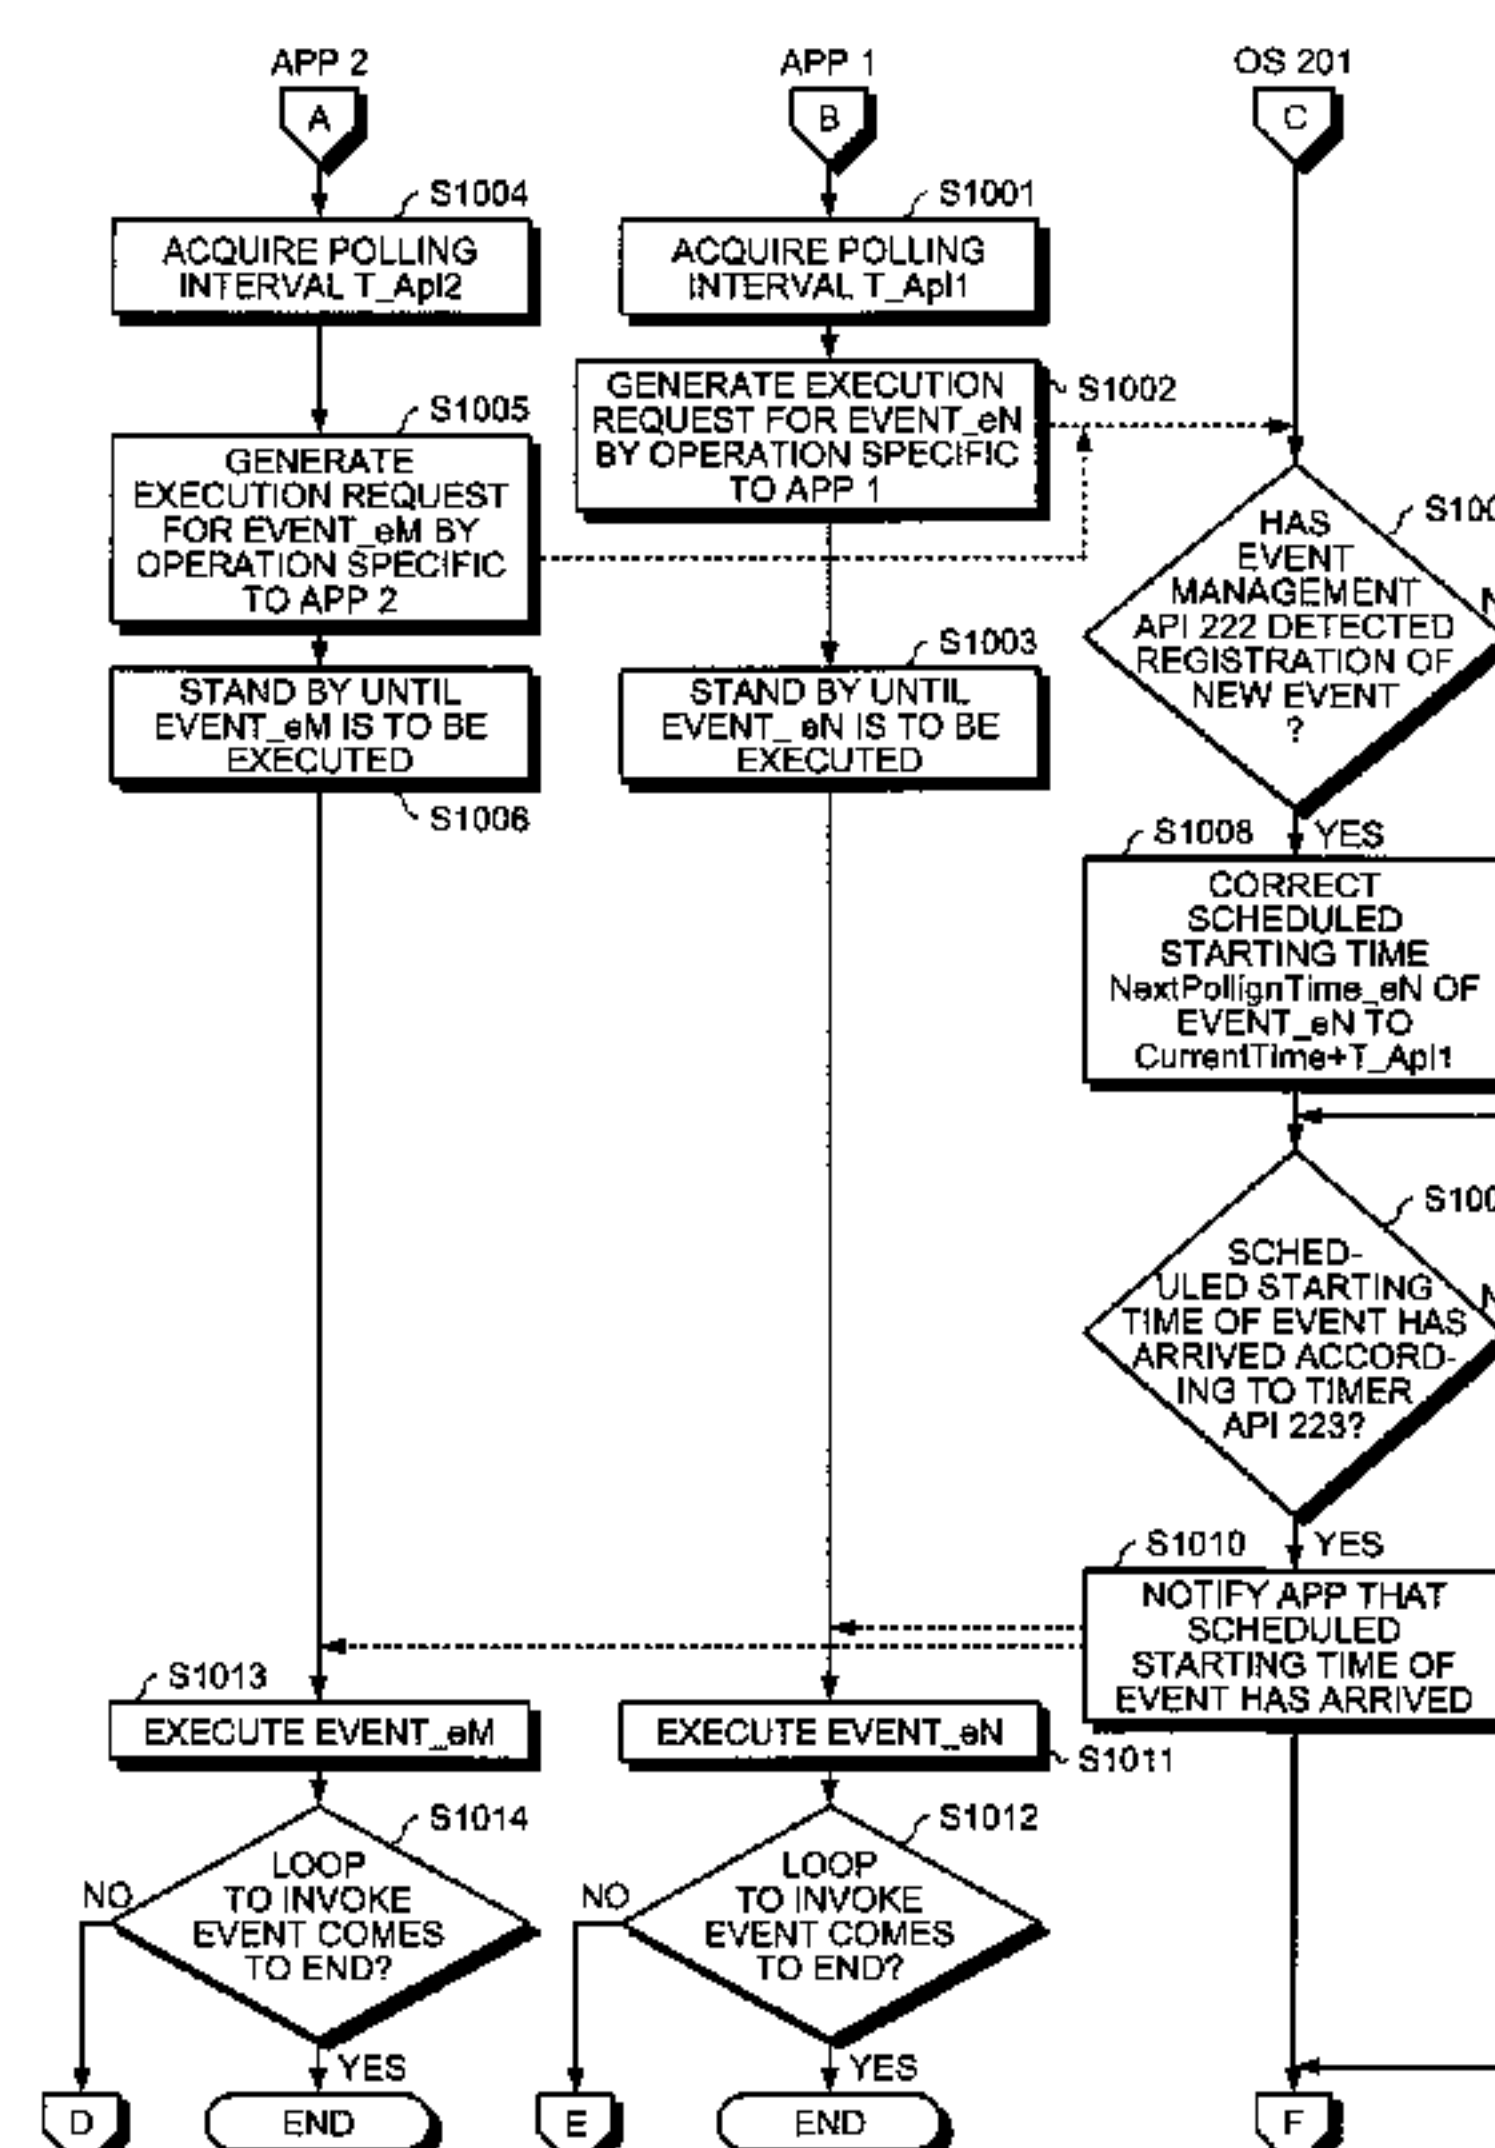 APP 2
A
S1004
ACQUIRE POLLING
INTERVAL T_Apl2
S1005
GENERATE
EXECUTION REQUEST
FOR EVENT_eM BY
OPERATION SPECIFIC
TO APP 2
STAND BY UNTIL
EVENT_eM IS TO BE
EXECUTED
S1006
S1013
EXECUTE EVENT_eM
S1014
LOOP
TO INVOKE
EVENT COMES
TO END?
NO
YES
D
END
APP 1
B
S1001
ACQUIRE POLLING
INTERVAL T_Apl1
GENERATE EXECUTION
REQUEST FOR EVENT_eN
BY OPERATION SPECIFIC
TO APP 1
S1002
S1003
STAND BY UNTIL
EVENT_ eN IS TO BE
EXECUTED
EXECUTE EVENT_eN
S1011
S1012
LOOP
TO INVOKE
EVENT COMES
TO END?
NO
YES
E
END
OS 201
C
HAS
EVENT
MANAGEMENT
API 222 DETECTED
REGISTRATION OF
NEW EVENT
?
YES
S1008
CORRECT
SCHEDULED
STARTING TIME
NextPollignTime_eN OF
EVENT_eN TO
CurrentTime+T_Apl1
SCHED-
ULED STARTING
TIME OF EVENT HAS
ARRIVED ACCORD-
ING TO TIMER
API 223?
YES
S1010
NOTIFY APP THAT
SCHEDULED
STARTING TIME OF
EVENT HAS ARRIVED
F